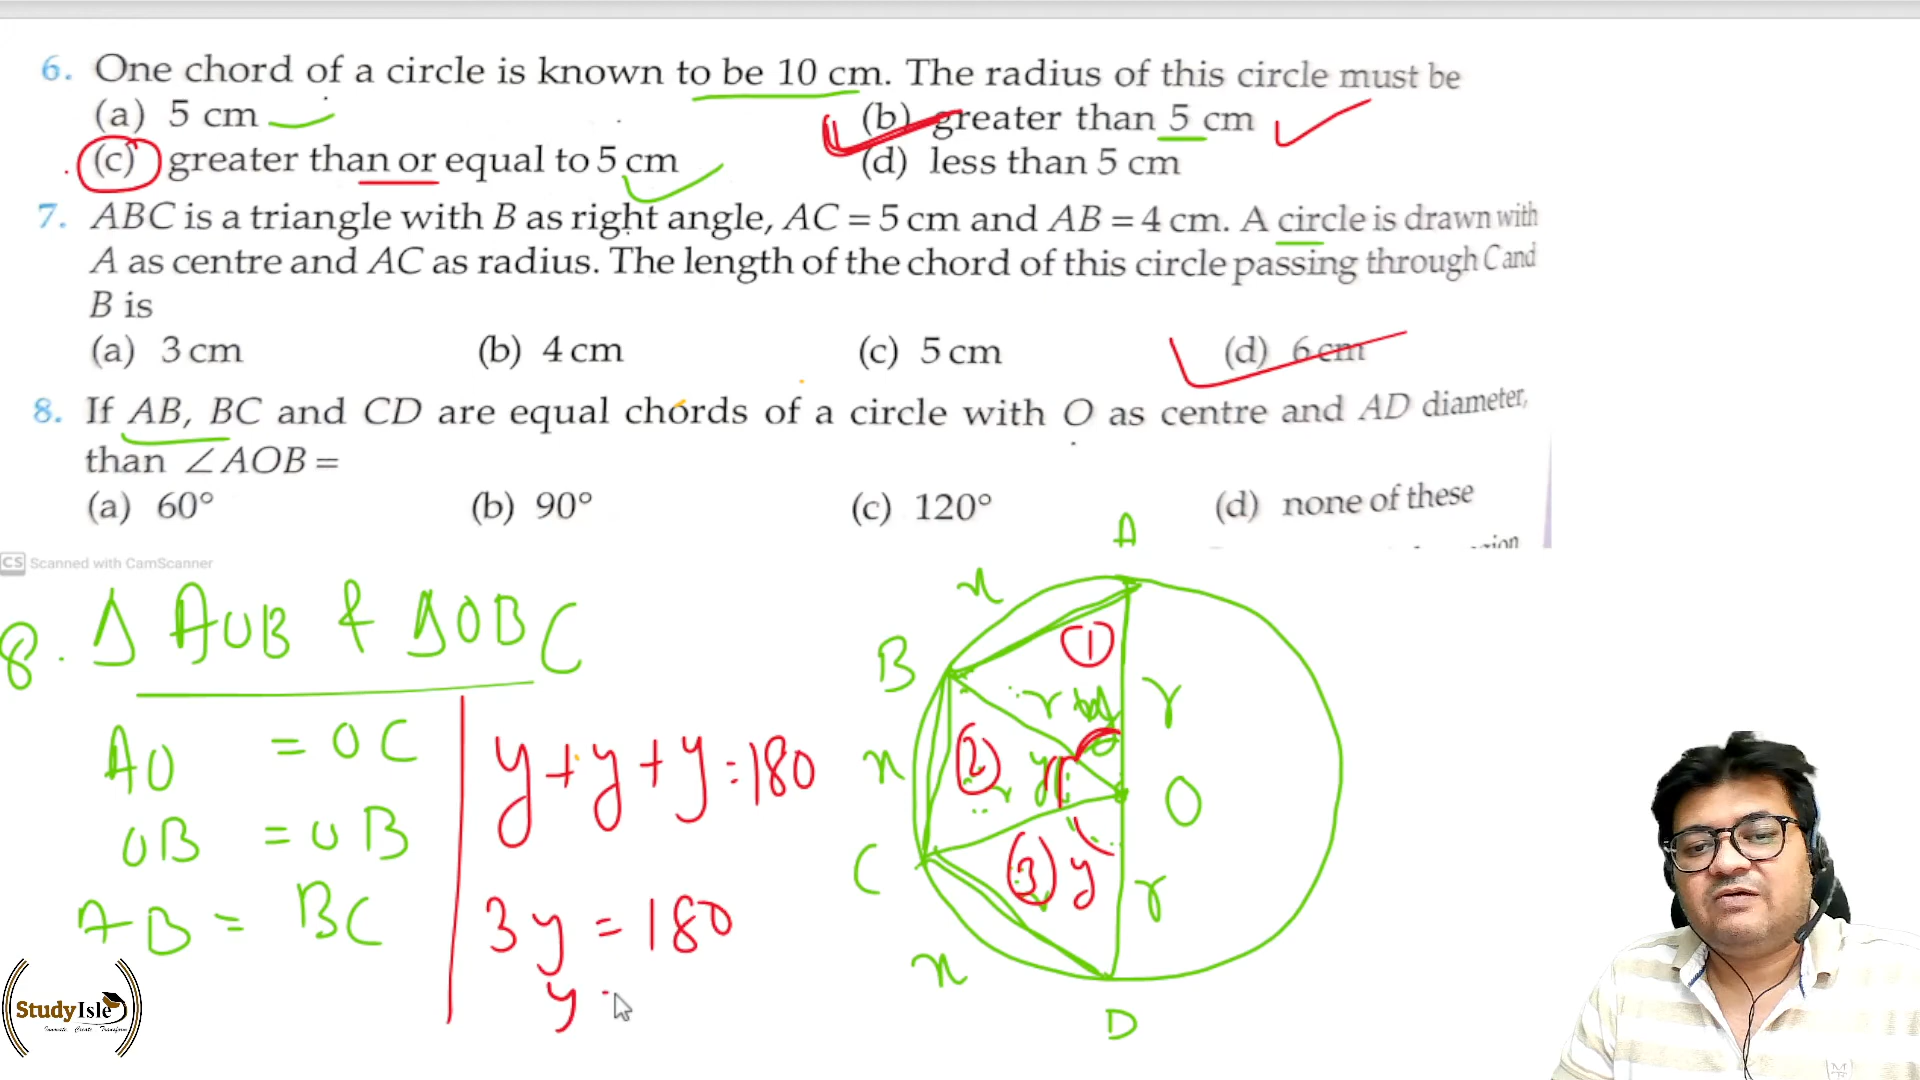 6. One chord of a circle is known to be 10 cm. The radius of this circle must be
(a) 5 cm (b) greater than 5 cm
(c) greater than or equal to 5 cm (d) less than 5 cm
7. ABC is a triangle with B as right angle, AC = 5 cm and AB = 4 cm. A circle is drawn with
A as centre and AC as radius. The length of the chord of this circle passing through C and
B is
(a) 3 cm (b) 4 cm (c) 5 cm (d) 6 cm
8. If AB, BC and CD are equal chords of a circle with O as centre and AD diameter,
than ∠AOB =
(a) 60° (b) 90° (c) 120° (d) none of these
CS Scanned with CamScanner
8. Δ AOB & Δ OBC
AO = OC
OB = OB
AB = BC
y + y + y = 180
3y = 180
y
A
x
B
1
r
r
x
2
y
O
C
3
y
r
x
D
StudyIsle